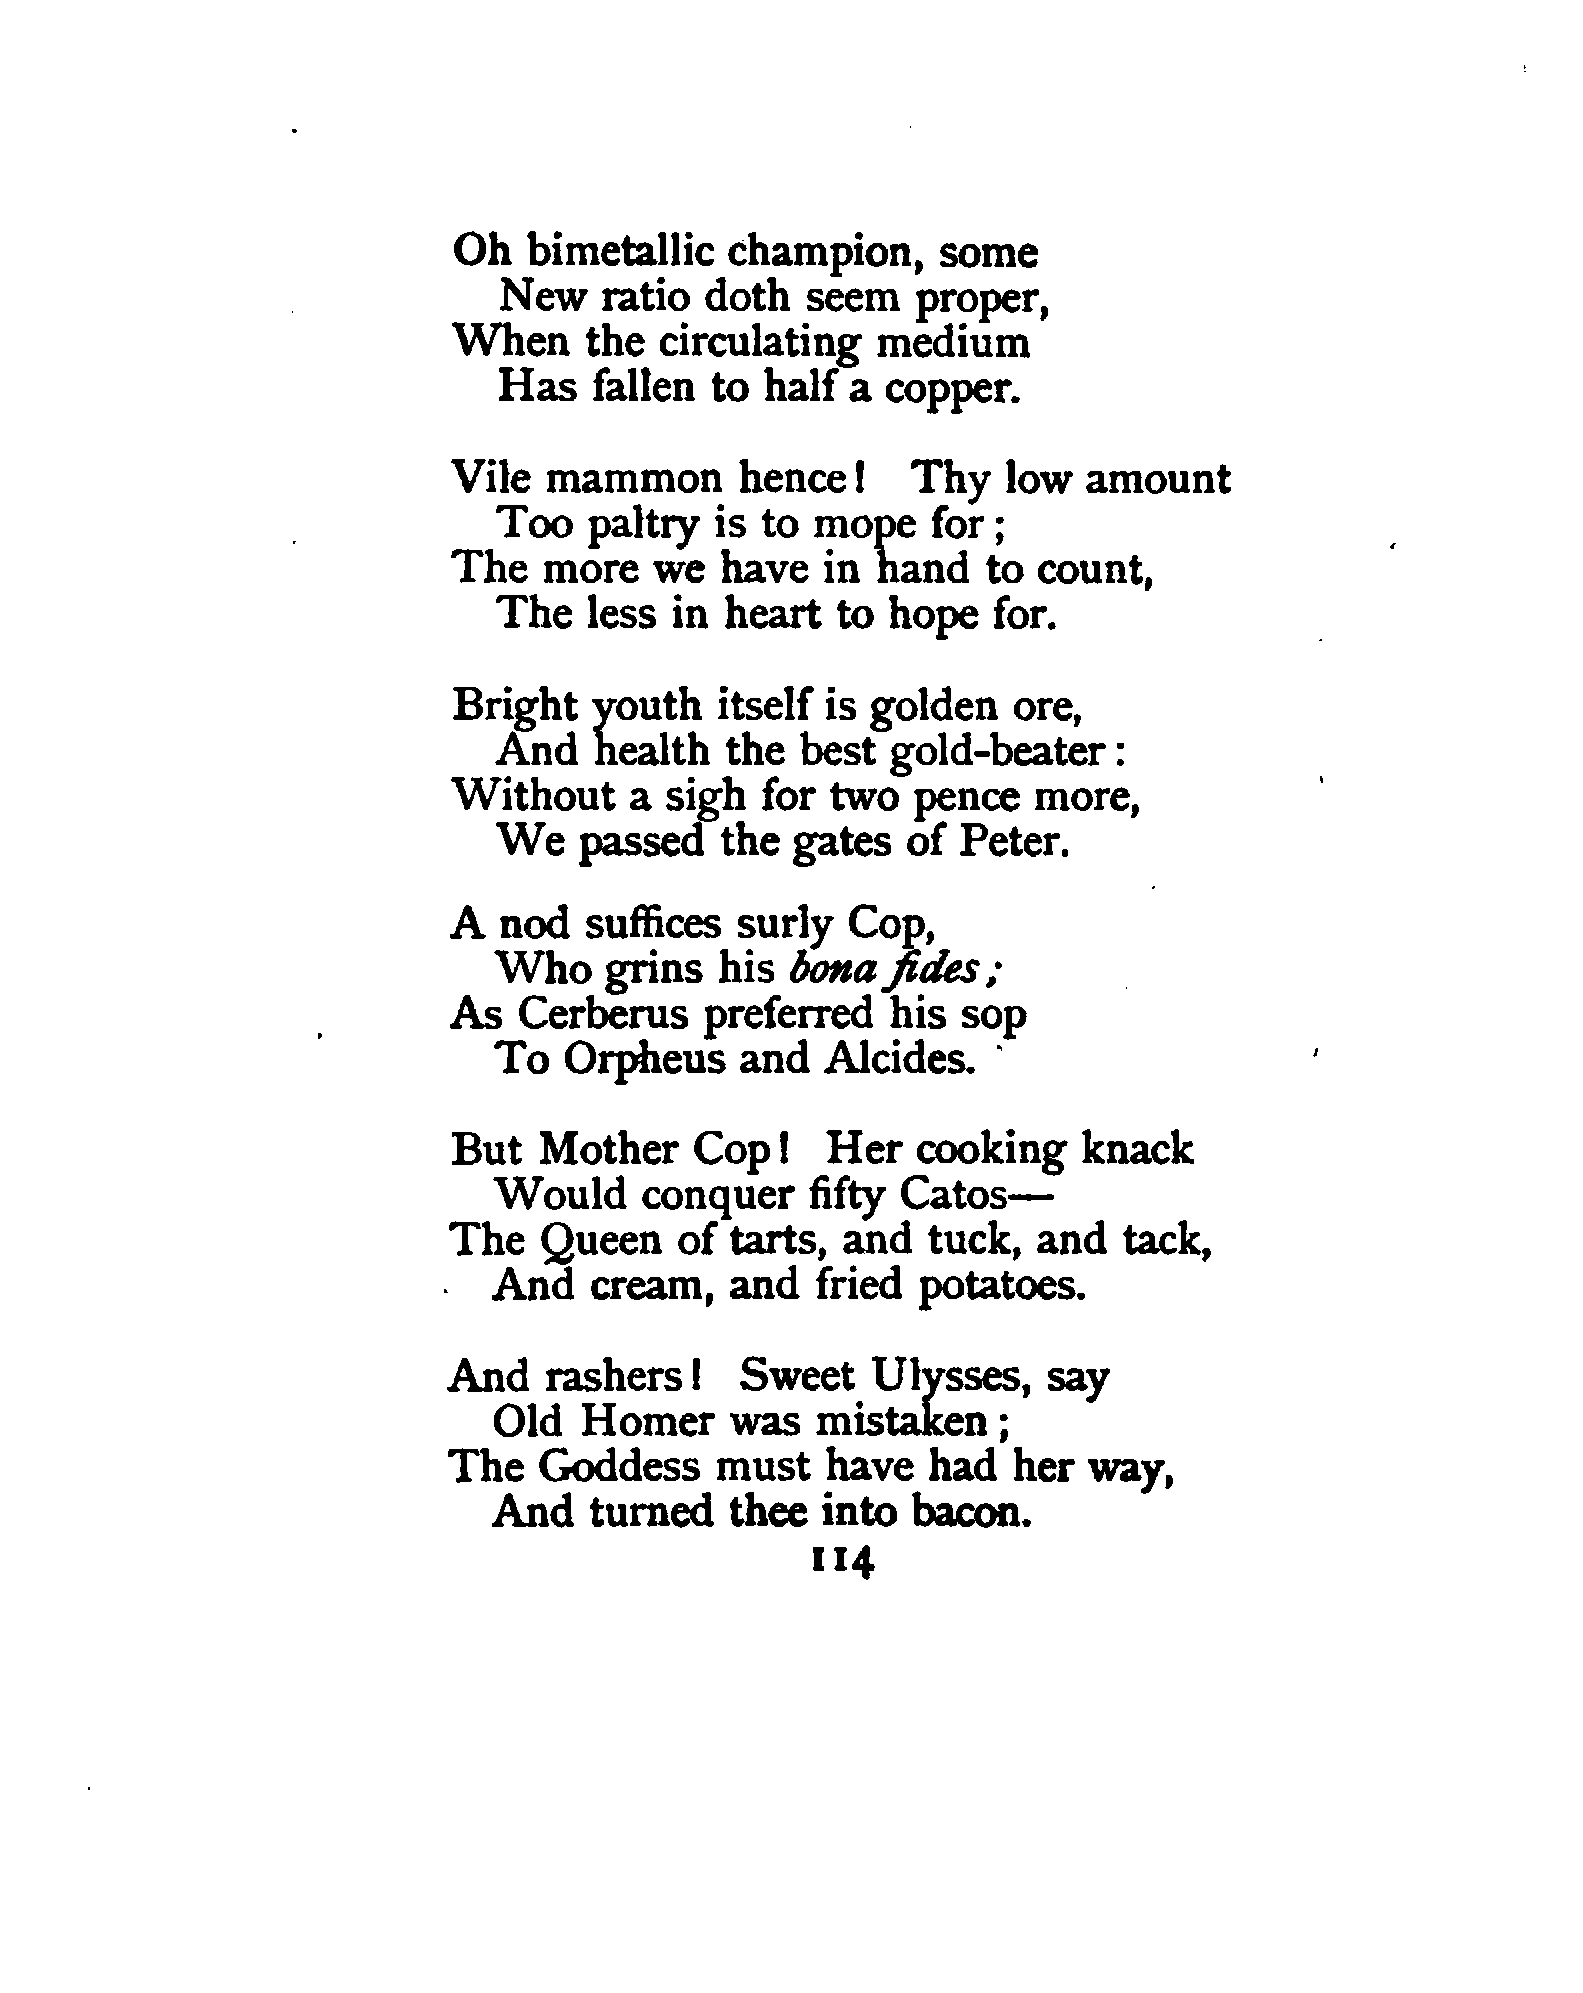 Oh bimetallic champion, some
New ratio doth seem proper,
When the circulating medium
Has fallen to half a copper.
Vile mammon hence! Thy low amount
Too paltry is to mope for;
The more we have in hand to count,
The less in heart to hope for.
Bright youth itself is golden ore,
And health the best gold-beater:
Without a sigh for two pence more,
We passed the gates of Peter.
A nod suffices surly Cop,
Who grins his bona fides;
As Cerberus preferred his sop
To Orpheus and Alcides.
But Mother Cop! Her cooking knack
Would conquer fifty Catos—
The Queen of tarts, and tuck, and tack,
And cream, and fried potatoes.
And rashers! Sweet Ulysses, say
Old Homer was mistaken;
The Goddess must have had her way,
And turned thee into bacon.
114